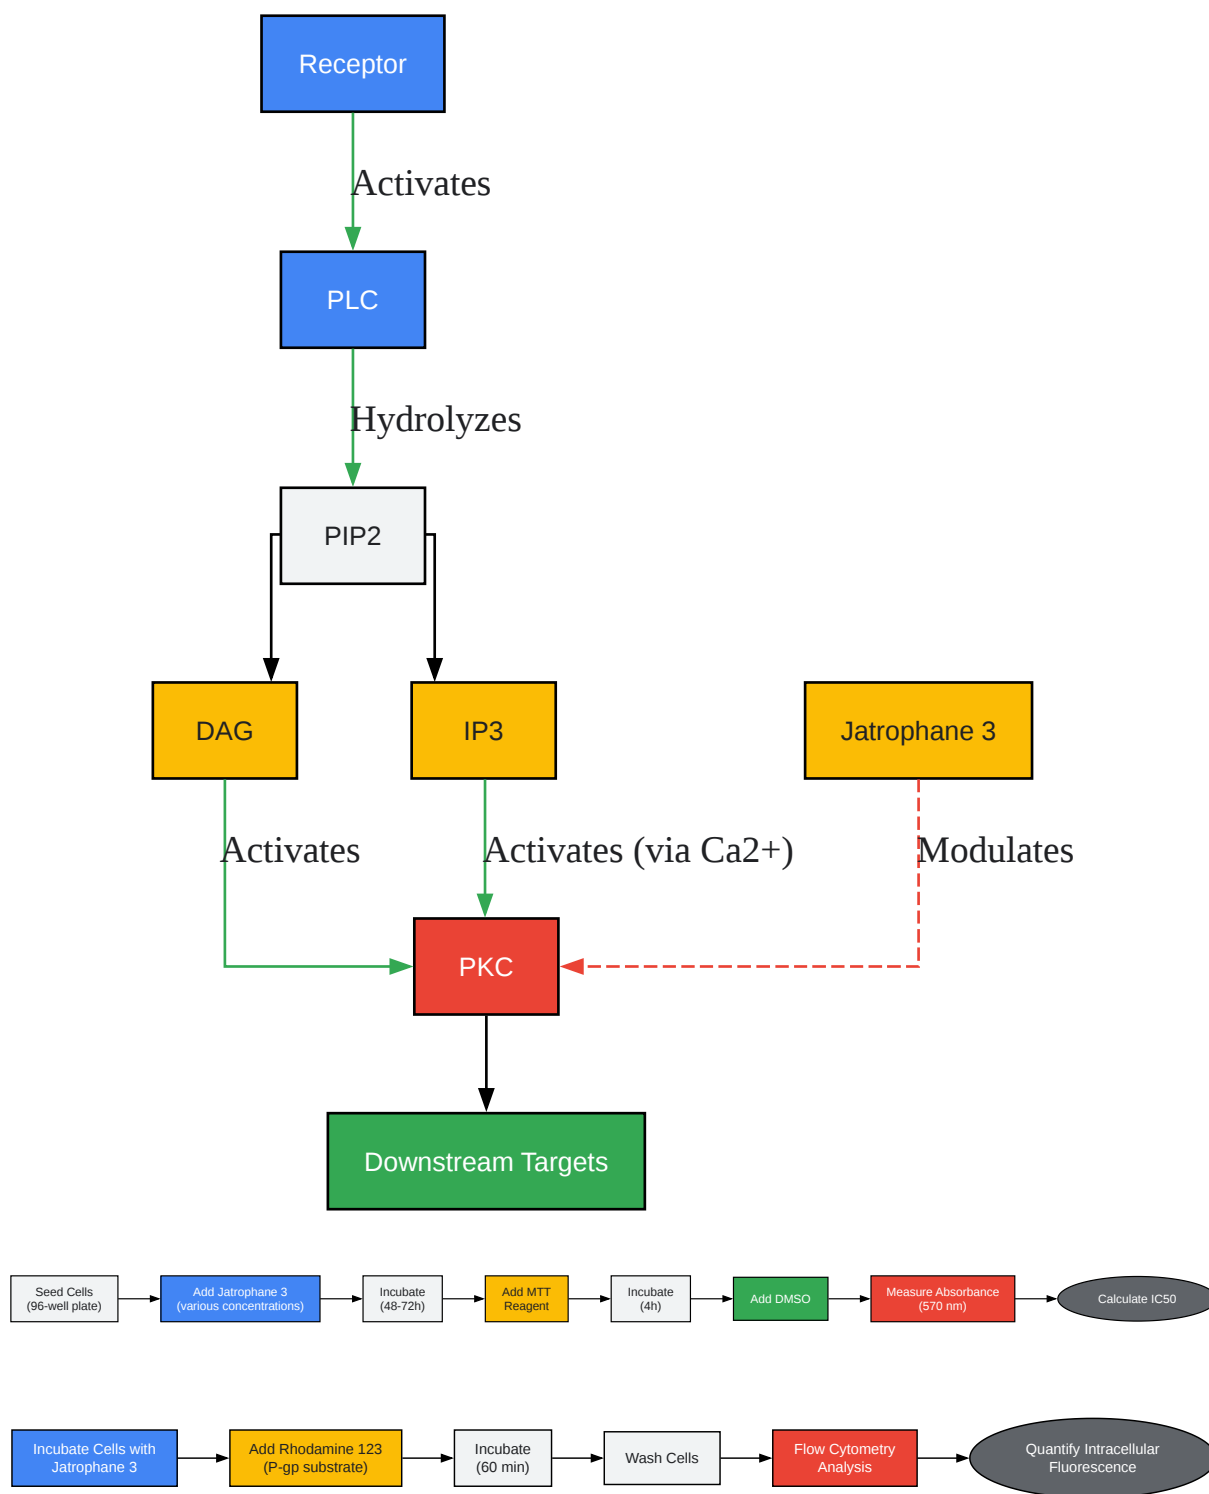 Receptor
Activates
PLC
Hydrolyzes
PIP2
DAG
IP3
Jatrophane 3
Activates
Activates (via Ca2+)
Modulates
PKC
Downstream Targets
Seed Cells
(96-well plate)
Add Jatrophane 3
(various concentrations)
Incubate
(48-72h)
Add MTT
Reagent
Incubate
(4h)
Add DMSO
Measure Absorbance
(570 nm)
Calculate IC50
Incubate Cells with
Jatrophane 3
Add Rhodamine 123
(P-gp substrate)
Incubate
(60 min)
Wash Cells
Flow Cytometry
Analysis
Quantify Intracellular
Fluorescence